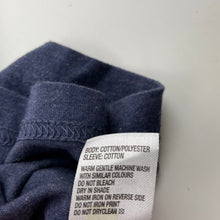 BODY: COTTON/POLYESTER
SLEEVE: COTTON
WARM GENTLE MACHINE WASH
WITH SIMILAR COLOURS
DO NOT BLEACH
DRY IN SHADE
WARM IRON ON REVERSE SIDE
DO NOT IRON PRINT
DO NOT DRYCLEAN